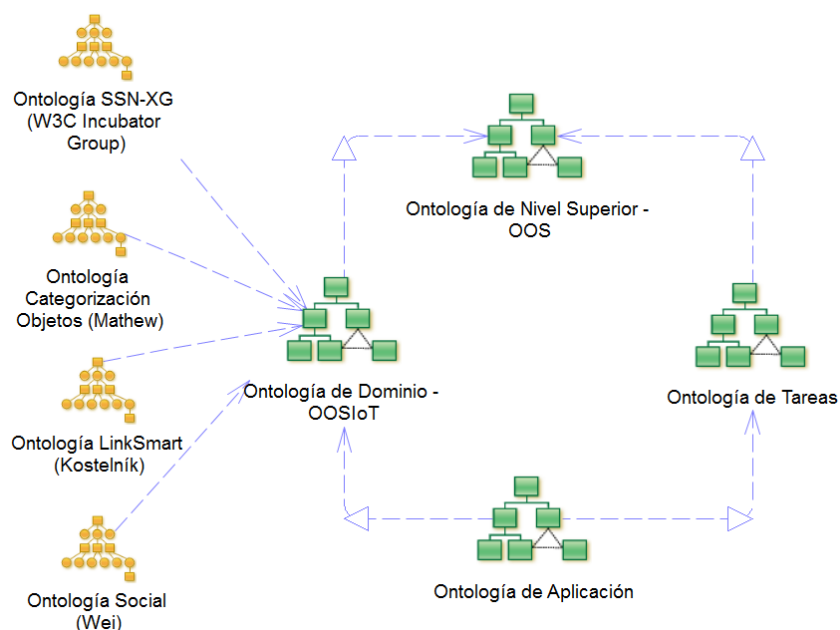 Ontología SSN-XG
(W3C Incubator
Group)
Ontología
Categorización
Objetos (Mathew)
Ontología LinkSmart
(Kostelník)
Ontología Social
(Wei)
Ontología de Nivel Superior -
OOS
Ontología de Dominio -
OOSIoT
Ontología de Tareas
Ontología de Aplicación